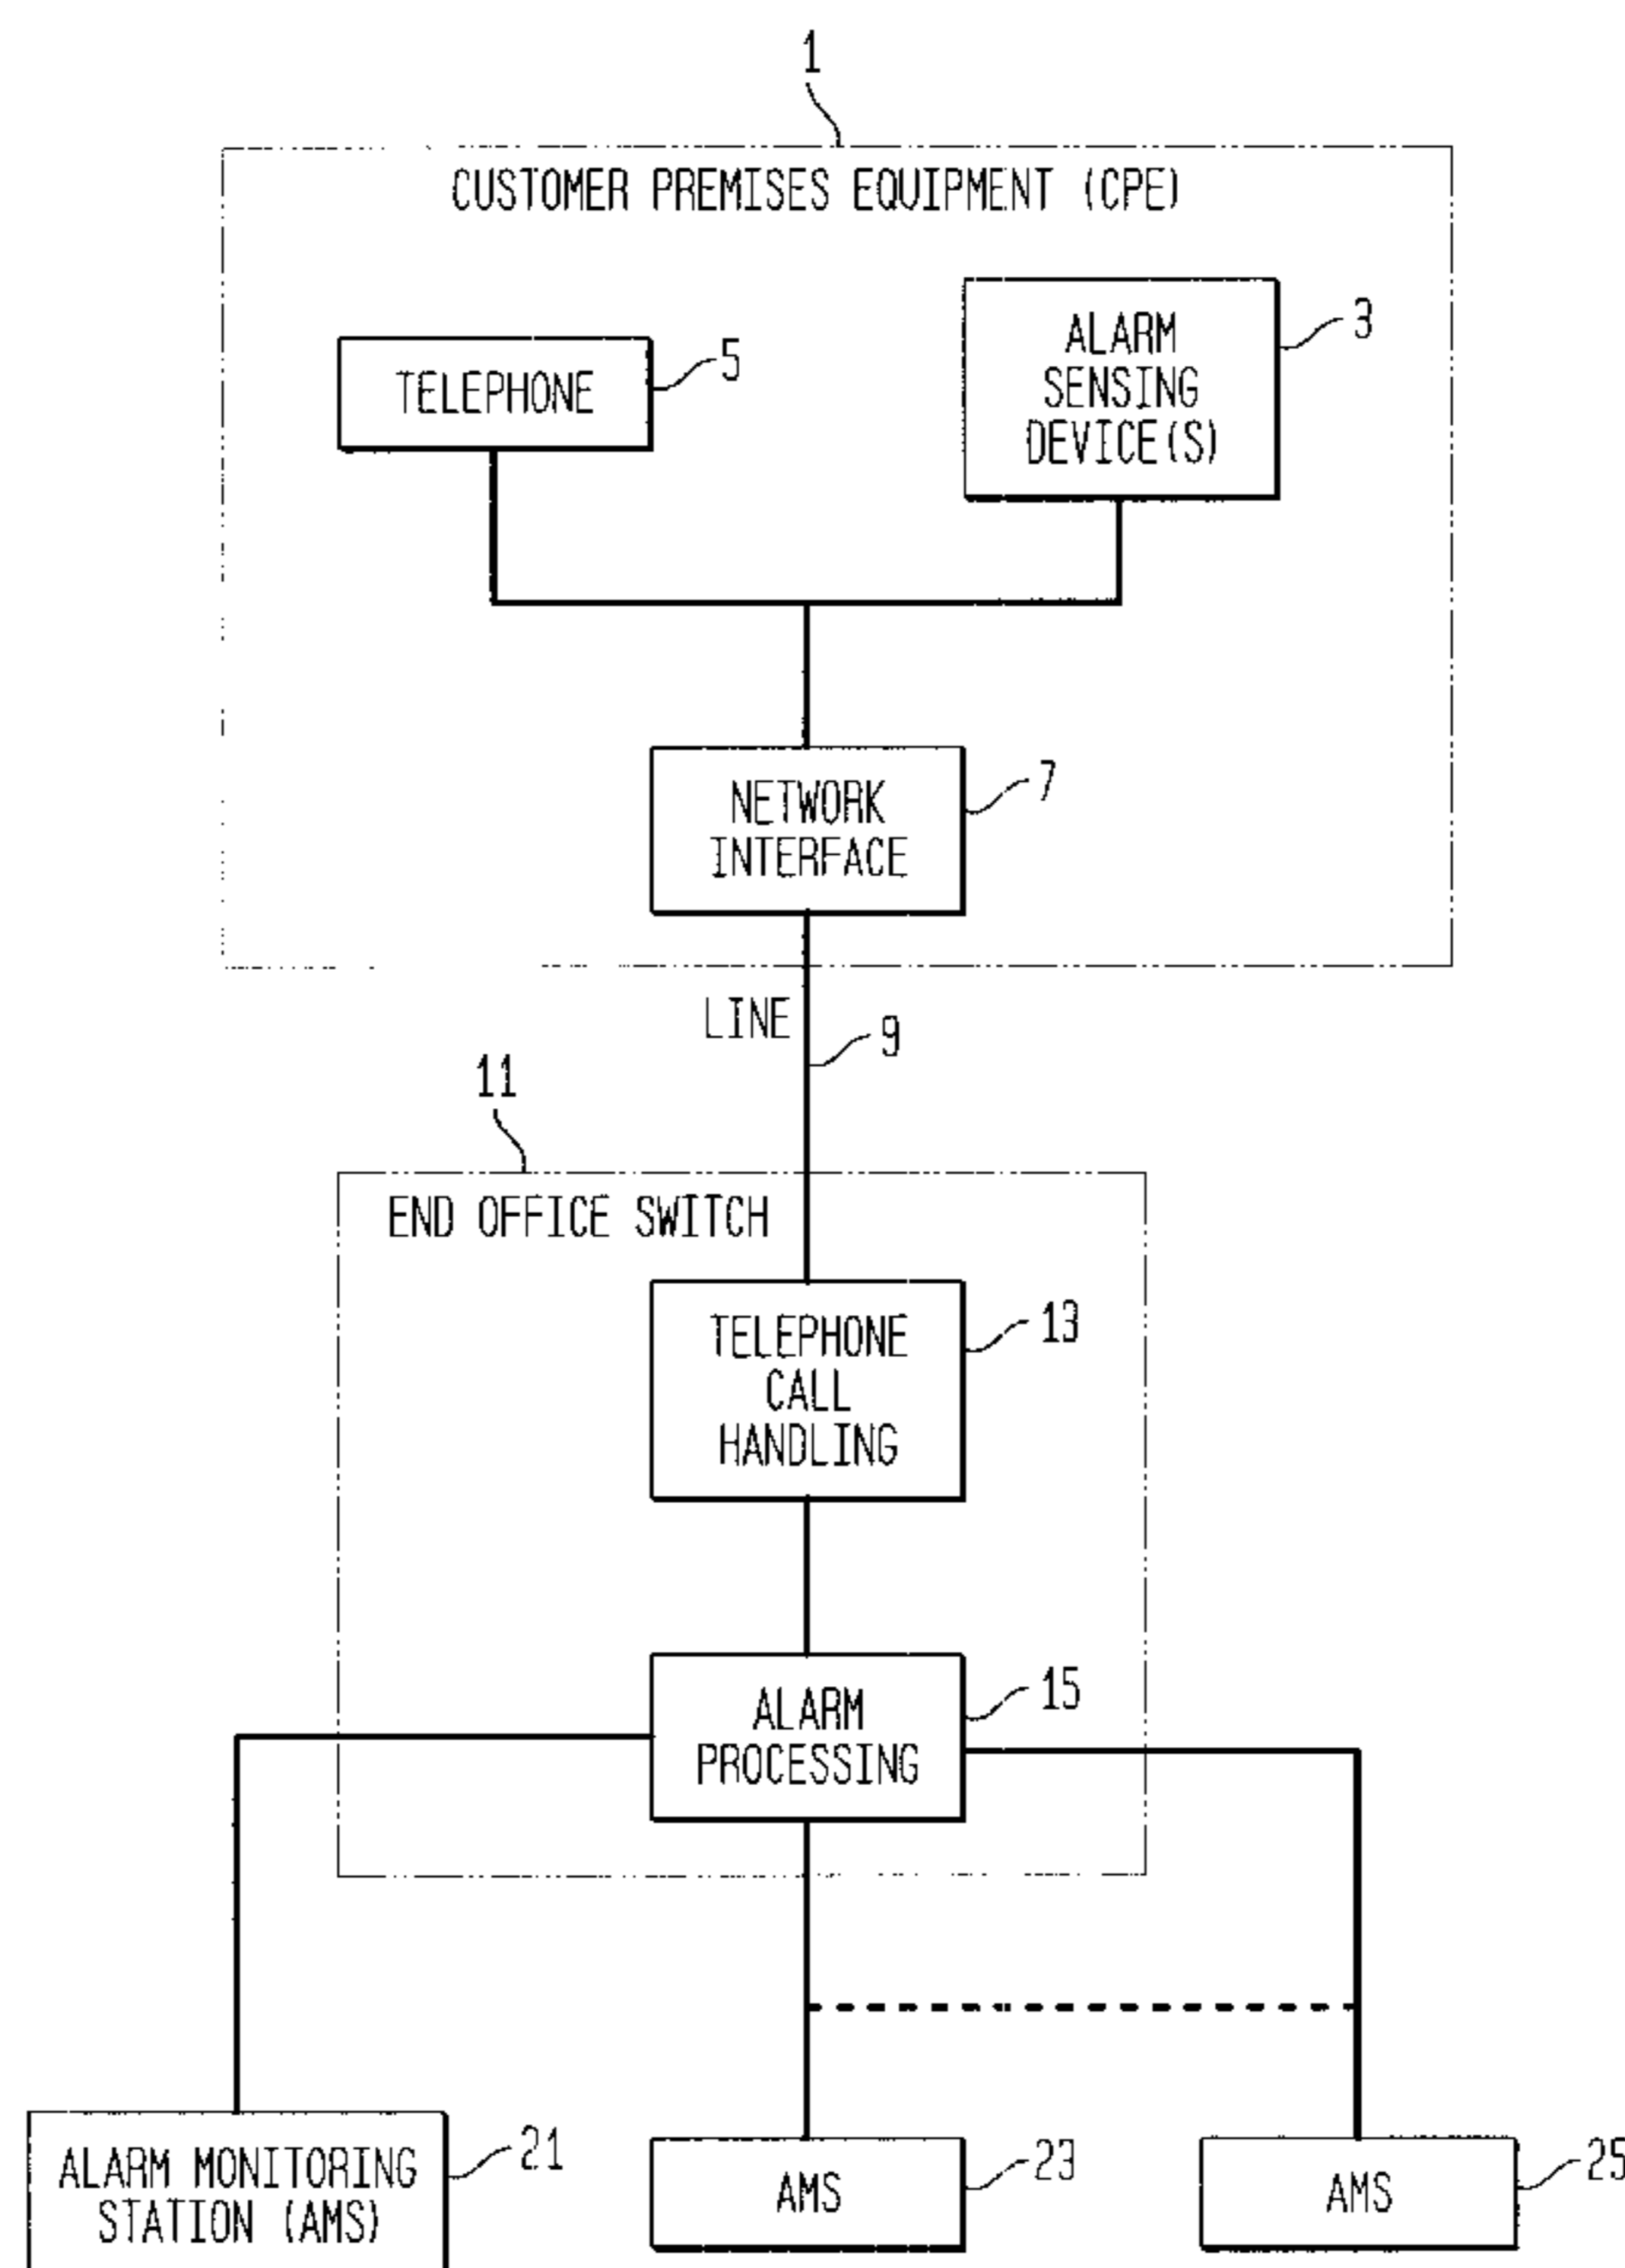 1
CUSTOMER PREMISES EQUIPMENT (CPE)
TELEPHONE
5
ALARM
SENSING
DEVICE(S)
3
NETWORK
INTERFACE
7
LINE
9
11
END OFFICE SWITCH
TELEPHONE
CALL
HANDLING
13
ALARM
PROCESSING
15
ALARM MONITORING
STATION (AMS)
21
AMS
23
AMS
25